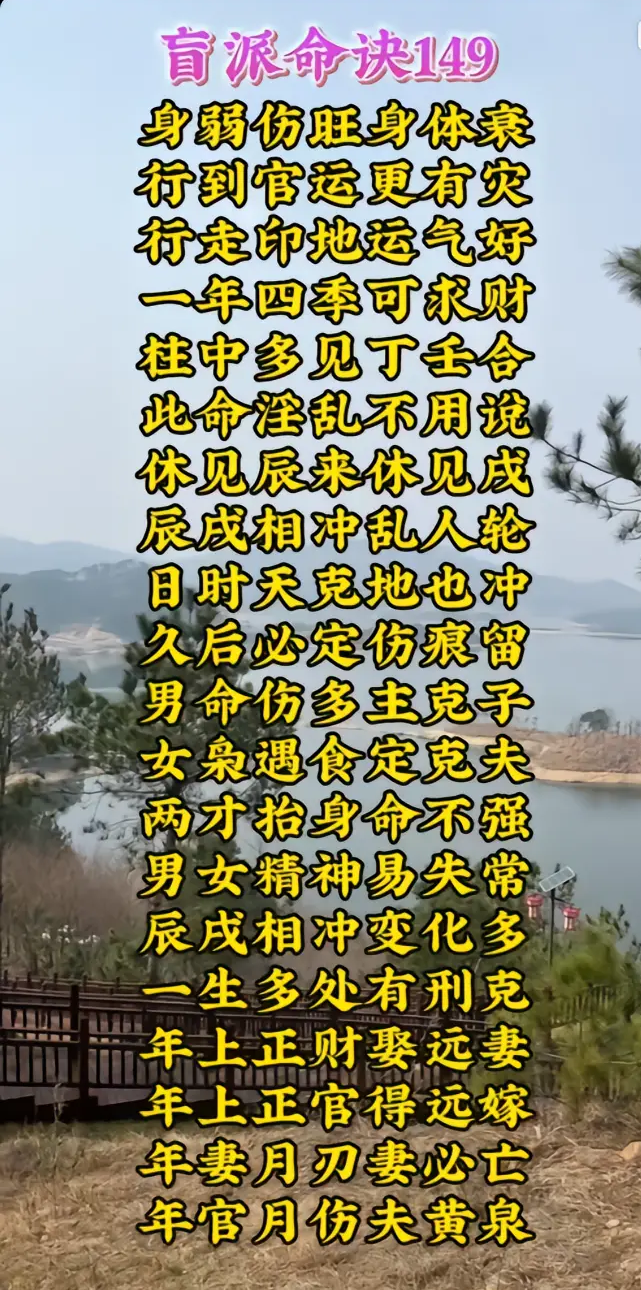 盲派命诀149
身弱伤旺身体衰
行到官运更有灾
行走印地运气好
一年四季可求财
柱中多见丁壬合
此命淫乱不用说
休见辰来休见戌
辰戌相冲乱人轮
日时天克地也冲
久后必定伤痕留
男命伤多主克子
女枭遇食定克夫
两才抬身命不强
男女精神易失常
辰戌相冲变化多
一生多处有刑克
年上正财娶远妻
年上正官得远嫁
年妻月刃妻必亡
年官月伤夫黄泉